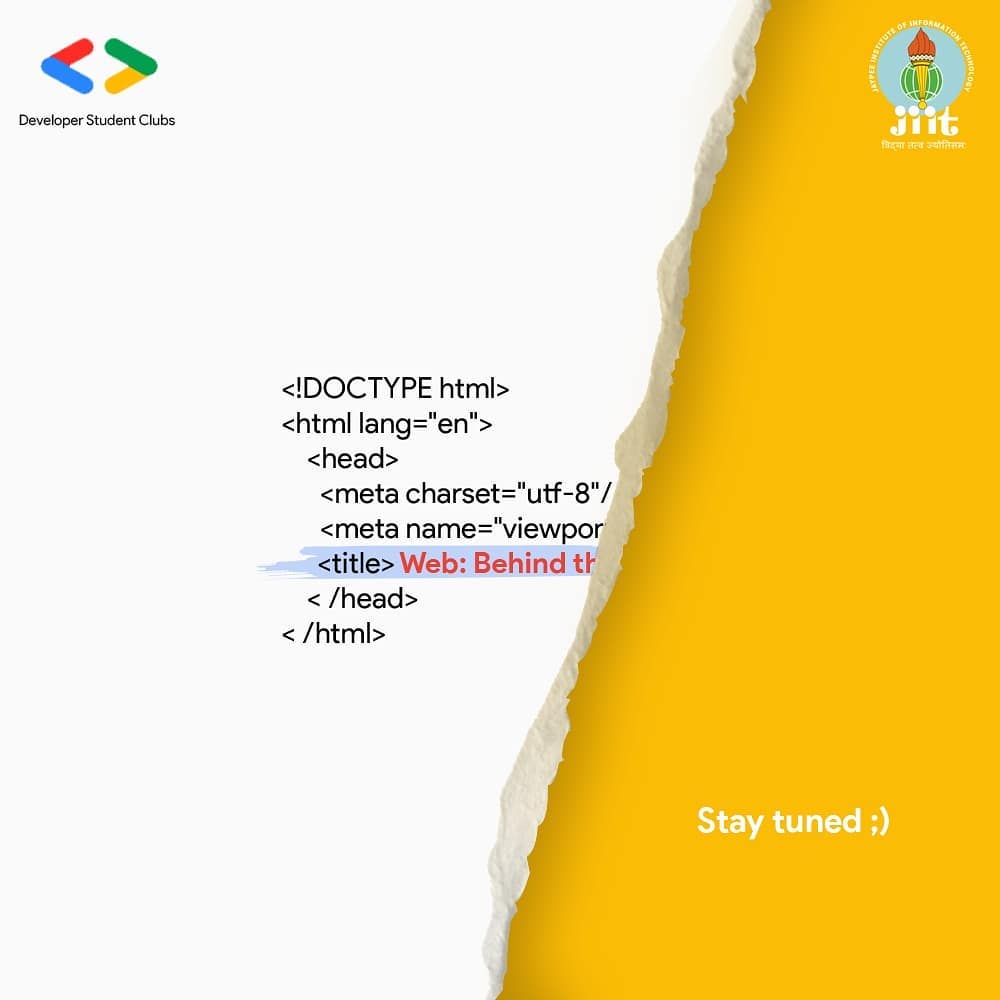 Developer Student Clubs
JAYPEE INSTITUTE OF INFORMATION TECHNOLOGY
jiit
विद्या तत्व ज्योतिसमः
<!DOCTYPE html>
<html lang="en">
<head>
<meta charset="utf-8"/
<meta name="viewpor
<title> Web: Behind th
< /head>
< /html>
Stay tuned ;)